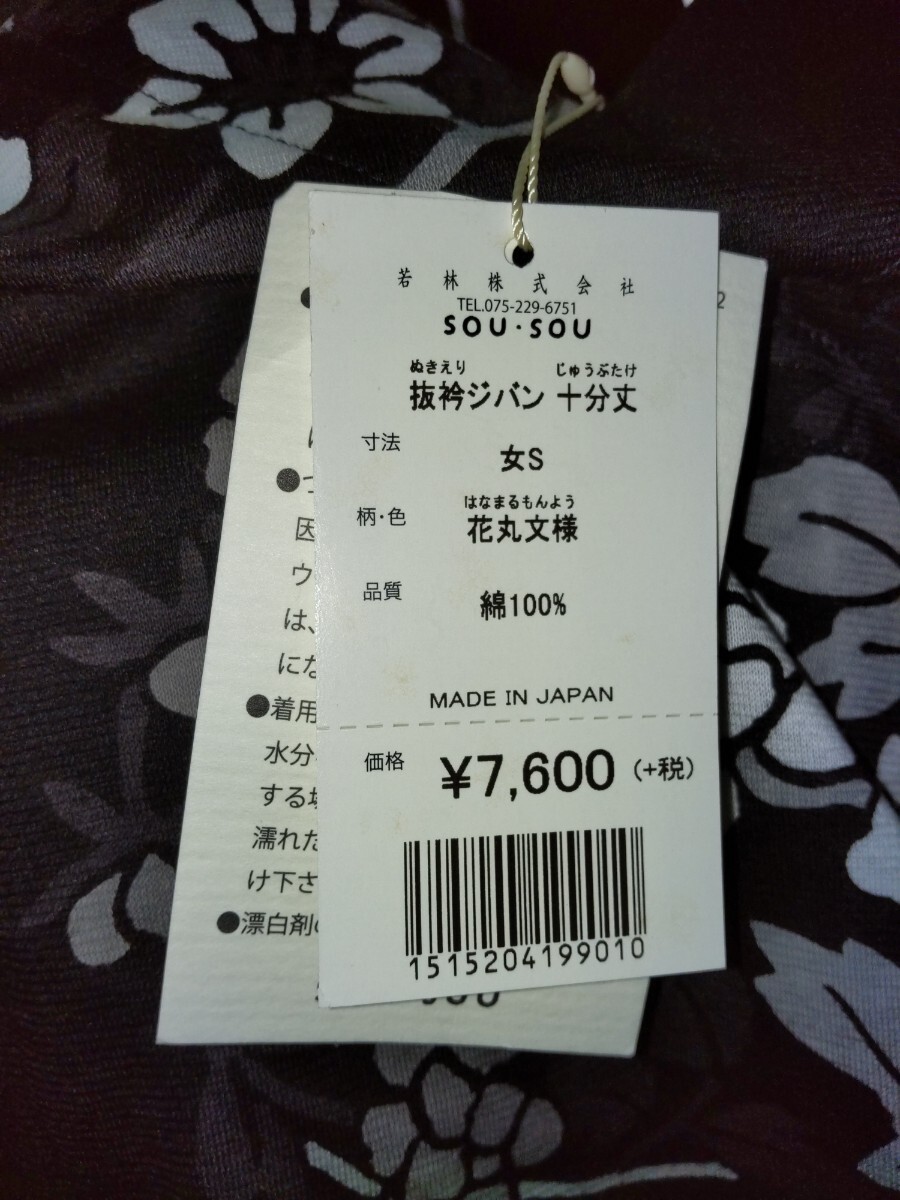 若林株式会社
TEL.075-229-6751
SOU・SOU
ぬきえり じゅうぶたけ
抜衿ジバン 十分丈
寸法
女S
はなまるもんよう
柄・色 花丸文様
品質
綿100%
MADE IN JAPAN
価格 ¥7,600 (+税)
1515204199010
2
●
●つ
因
ウ
は、
にな
●着用
水分
する
濡れた
け下さ
●漂白剤の